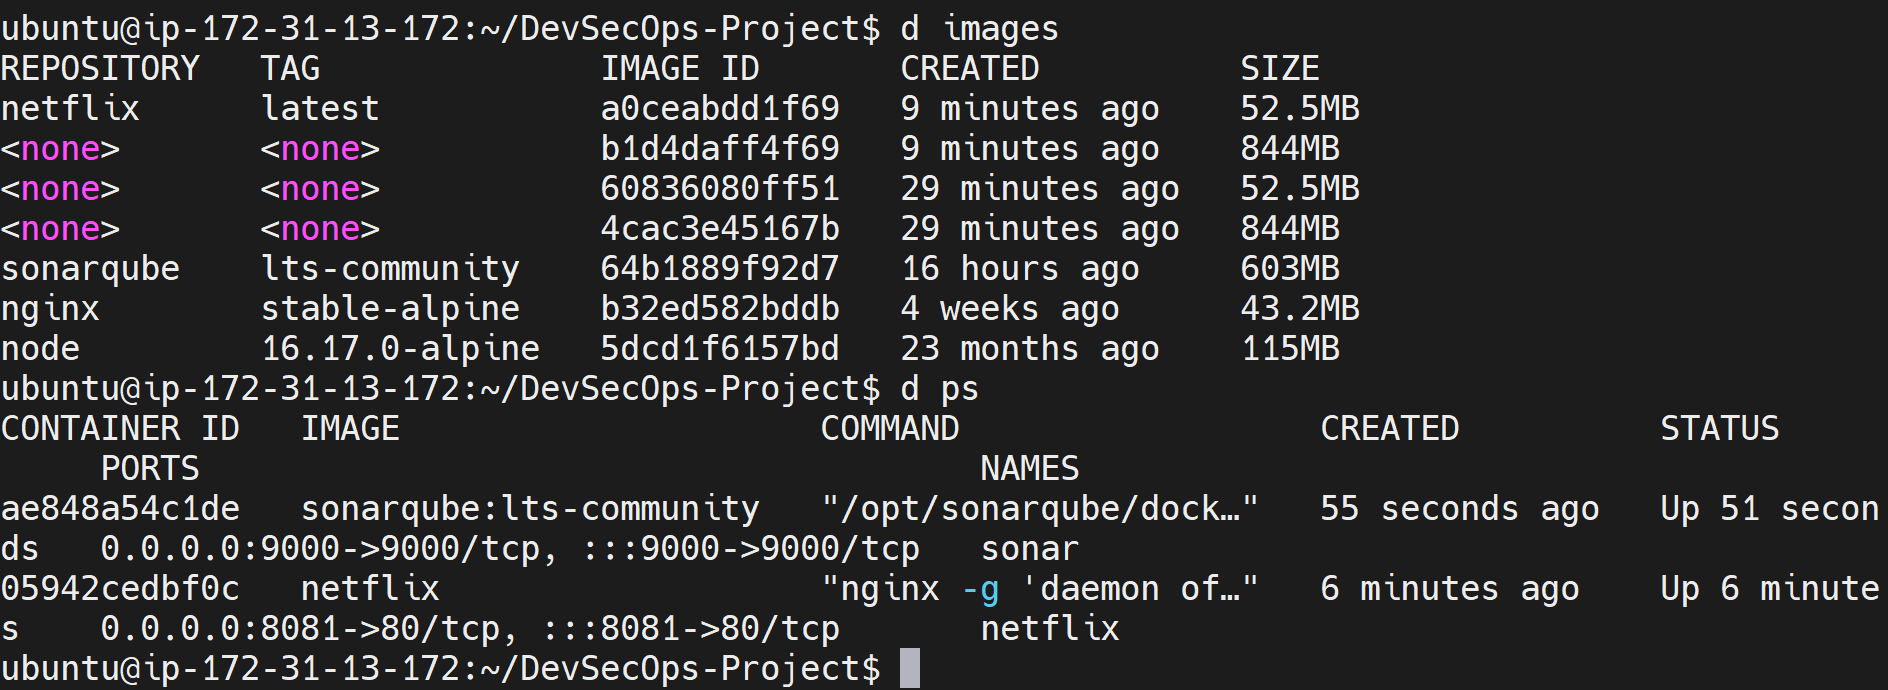 ubuntu@ip-172-31-13-172:~/DevSecOps-Project$ d images
REPOSITORY   TAG              IMAGE ID       CREATED          SIZE
netflix      latest           a0ceabdd1f69   9 minutes ago    52.5MB
<none>       <none>           b1d4daff4f69   9 minutes ago    844MB
<none>       <none>           60836080ff51   29 minutes ago   52.5MB
<none>       <none>           4cac3e45167b   29 minutes ago   844MB
sonarqube    lts-community    64b1889f92d7   16 hours ago     603MB
nginx        stable-alpine    b32ed582bddb   4 weeks ago      43.2MB
node         16.17.0-alpine   5dcd1f6157bd   23 months ago    115MB
ubuntu@ip-172-31-13-172:~/DevSecOps-Project$ d ps
CONTAINER ID   IMAGE                     COMMAND                  CREATED          STATUS
     PORTS                                       NAMES
ae848a54c1de   sonarqube:lts-community   "/opt/sonarqube/dock…"   55 seconds ago   Up 51 secon
ds   0.0.0.0:9000->9000/tcp, :::9000->9000/tcp   sonar
05942cedbf0c   netflix                   "nginx -g 'daemon of…"   6 minutes ago    Up 6 minute
s    0.0.0.0:8081->80/tcp, :::8081->80/tcp       netflix
ubuntu@ip-172-31-13-172:~/DevSecOps-Project$